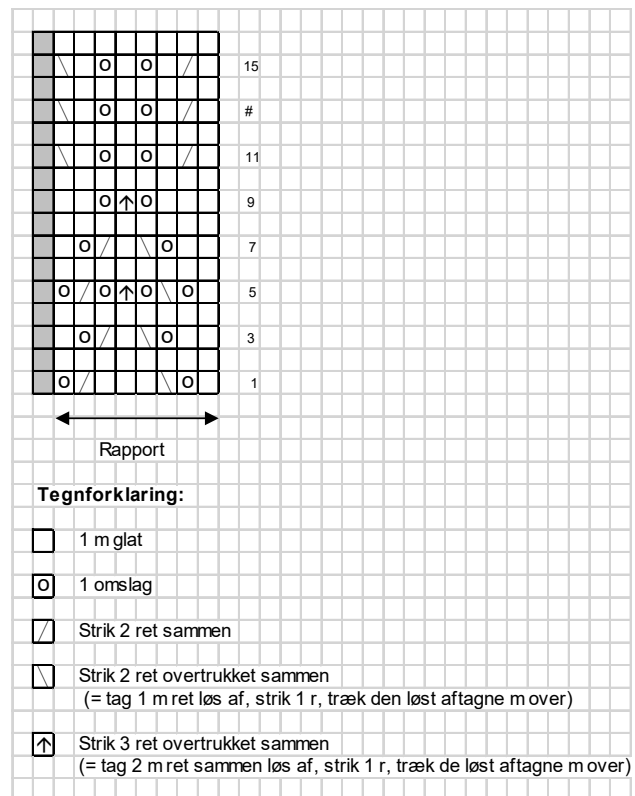 \ o o / 15
\ o o / #
\ o o / 11
o ↑ o 9
o / \ o 7
o / o ↑ o \ o 5
o / \ o 3
o / \ o 1
Rapport
Tegnforklaring:
1 m glat
o 1 omslag
/ Strik 2 ret sammen
\ Strik 2 ret overtrukket sammen
(= tag 1 m ret løs af, strik 1 r, træk den løst aftagne m over)
↑ Strik 3 ret overtrukket sammen
(= tag 2 m ret sammen løs af, strik 1 r, træk de løst aftagne m over)